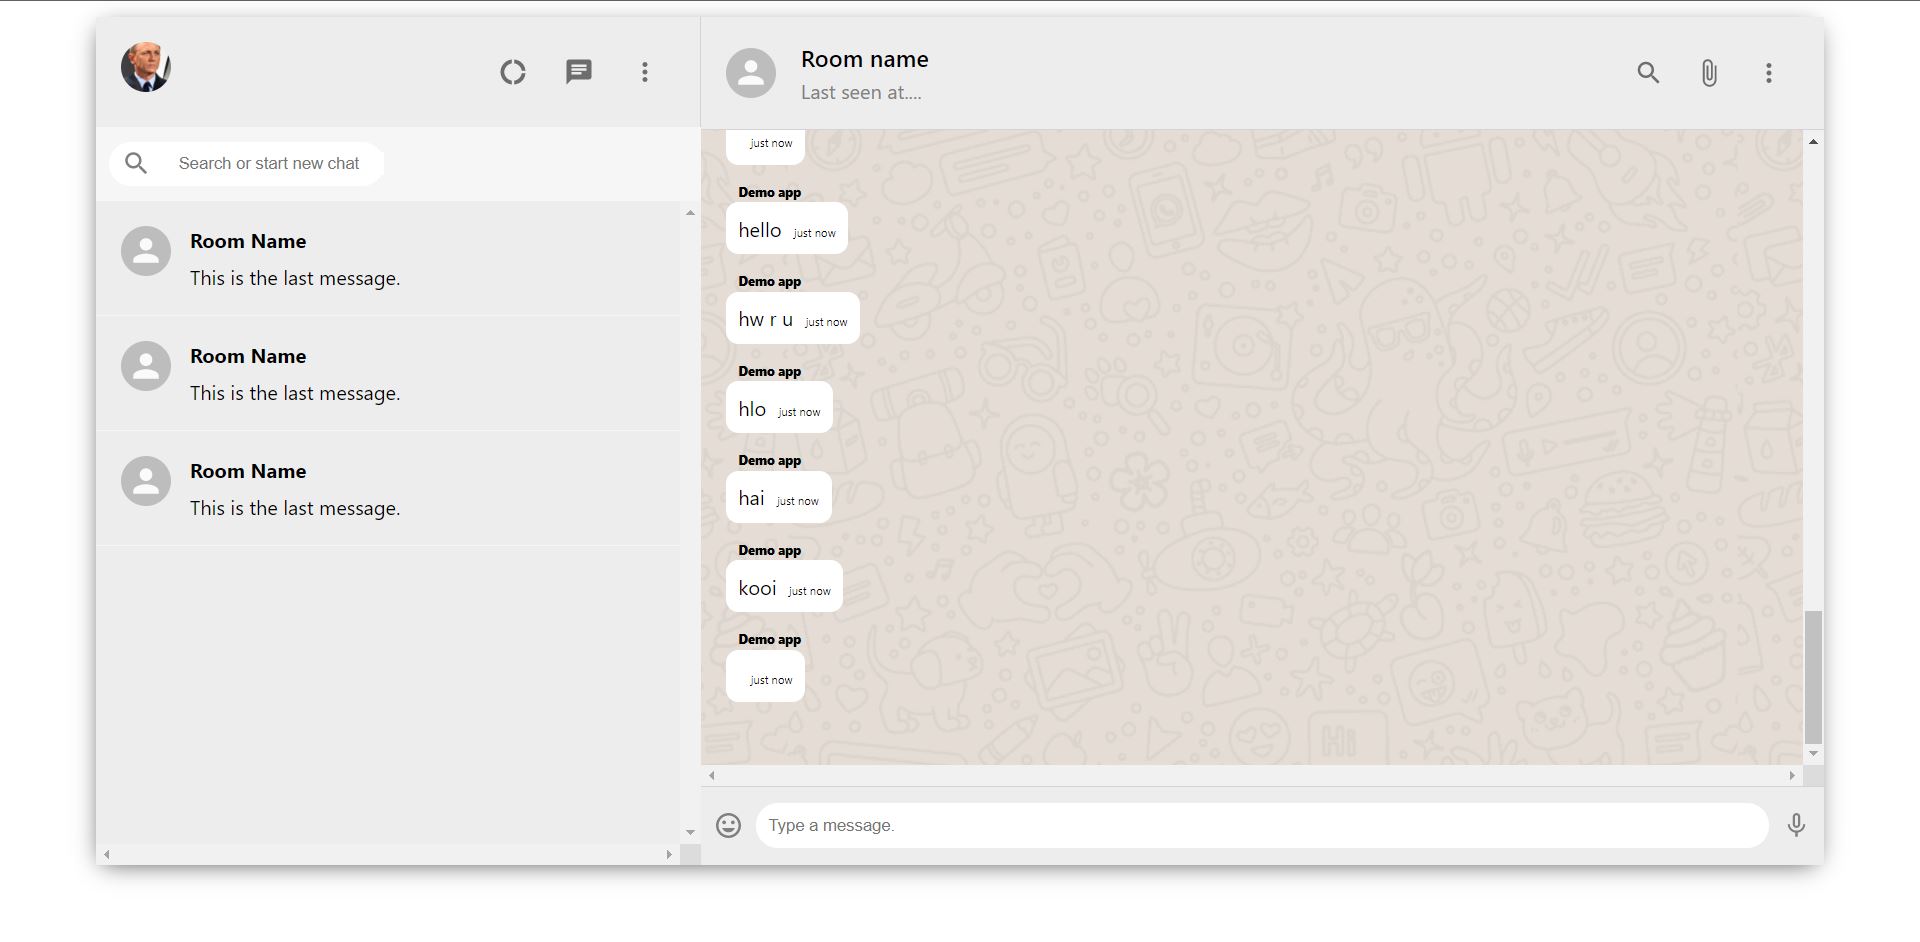 Search or start new chat
Room Name
This is the last message.
Room Name
This is the last message.
Room Name
This is the last message.
Room name
Last seen at....
just now
Demo app
hello just now
Demo app
hw r u just now
Demo app
hlo just now
Demo app
hai just now
Demo app
kooi just now
Demo app
just now
Hi
Type a message.